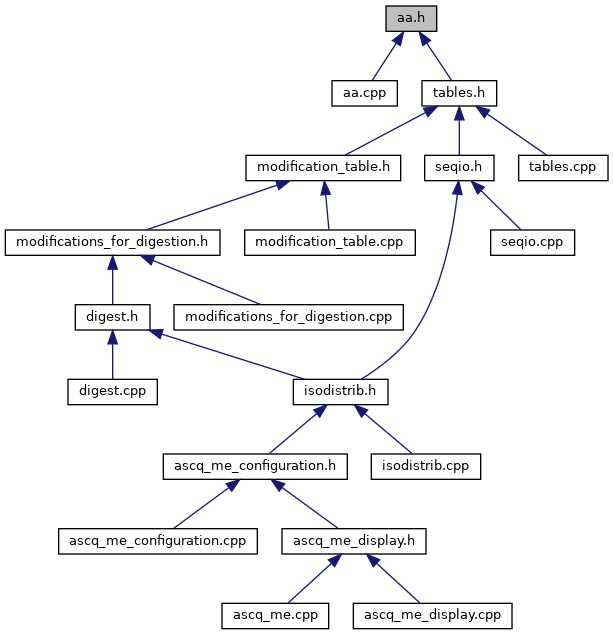 aa.h
aa.cpp
tables.h
modification_table.h
seqio.h
tables.cpp
modifications_for_digestion.h
modification_table.cpp
seqio.cpp
digest.h
modifications_for_digestion.cpp
digest.cpp
isodistrib.h
ascq_me_configuration.h
isodistrib.cpp
ascq_me_configuration.cpp
ascq_me_display.h
ascq_me.cpp
ascq_me_display.cpp